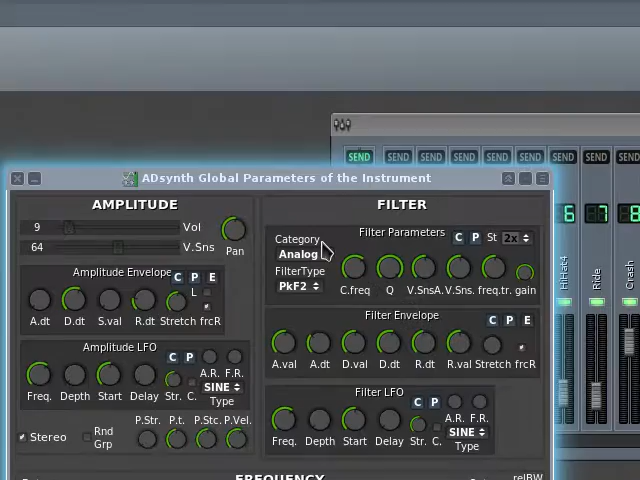 SEND SEND SEND SEND SEND SEND SEND SEND
ADsynth Global Parameters of the Instrument
AMPLITUDE
9 Vol
64 V.Sns
Pan
Amplitude Envelope C P E
L
A.dt D.dt S.val R.dt Stretch frcR
Amplitude LFO
C P A.R. F.R.
SINE
Freq. Depth Start Delay Str. C. Type
P.Str. P.t. P.Stc. P.Vel.
Stereo Rnd Grp
FILTER
Filter Parameters C P St 2x
Category
Analog
FilterType
PkF2
C.freq Q V.SnsA. V.Sns. freq.tr. gain
Filter Envelope
C P E
A.val A.dt D.val D.dt R.dt R.val Stretch frcR
Filter LFO
C P A.R. F.R.
SINE
Freq. Depth Start Delay Str. C. Type
FREQUENCY
relBW
6 7 8
HiHat4 Ride Crash